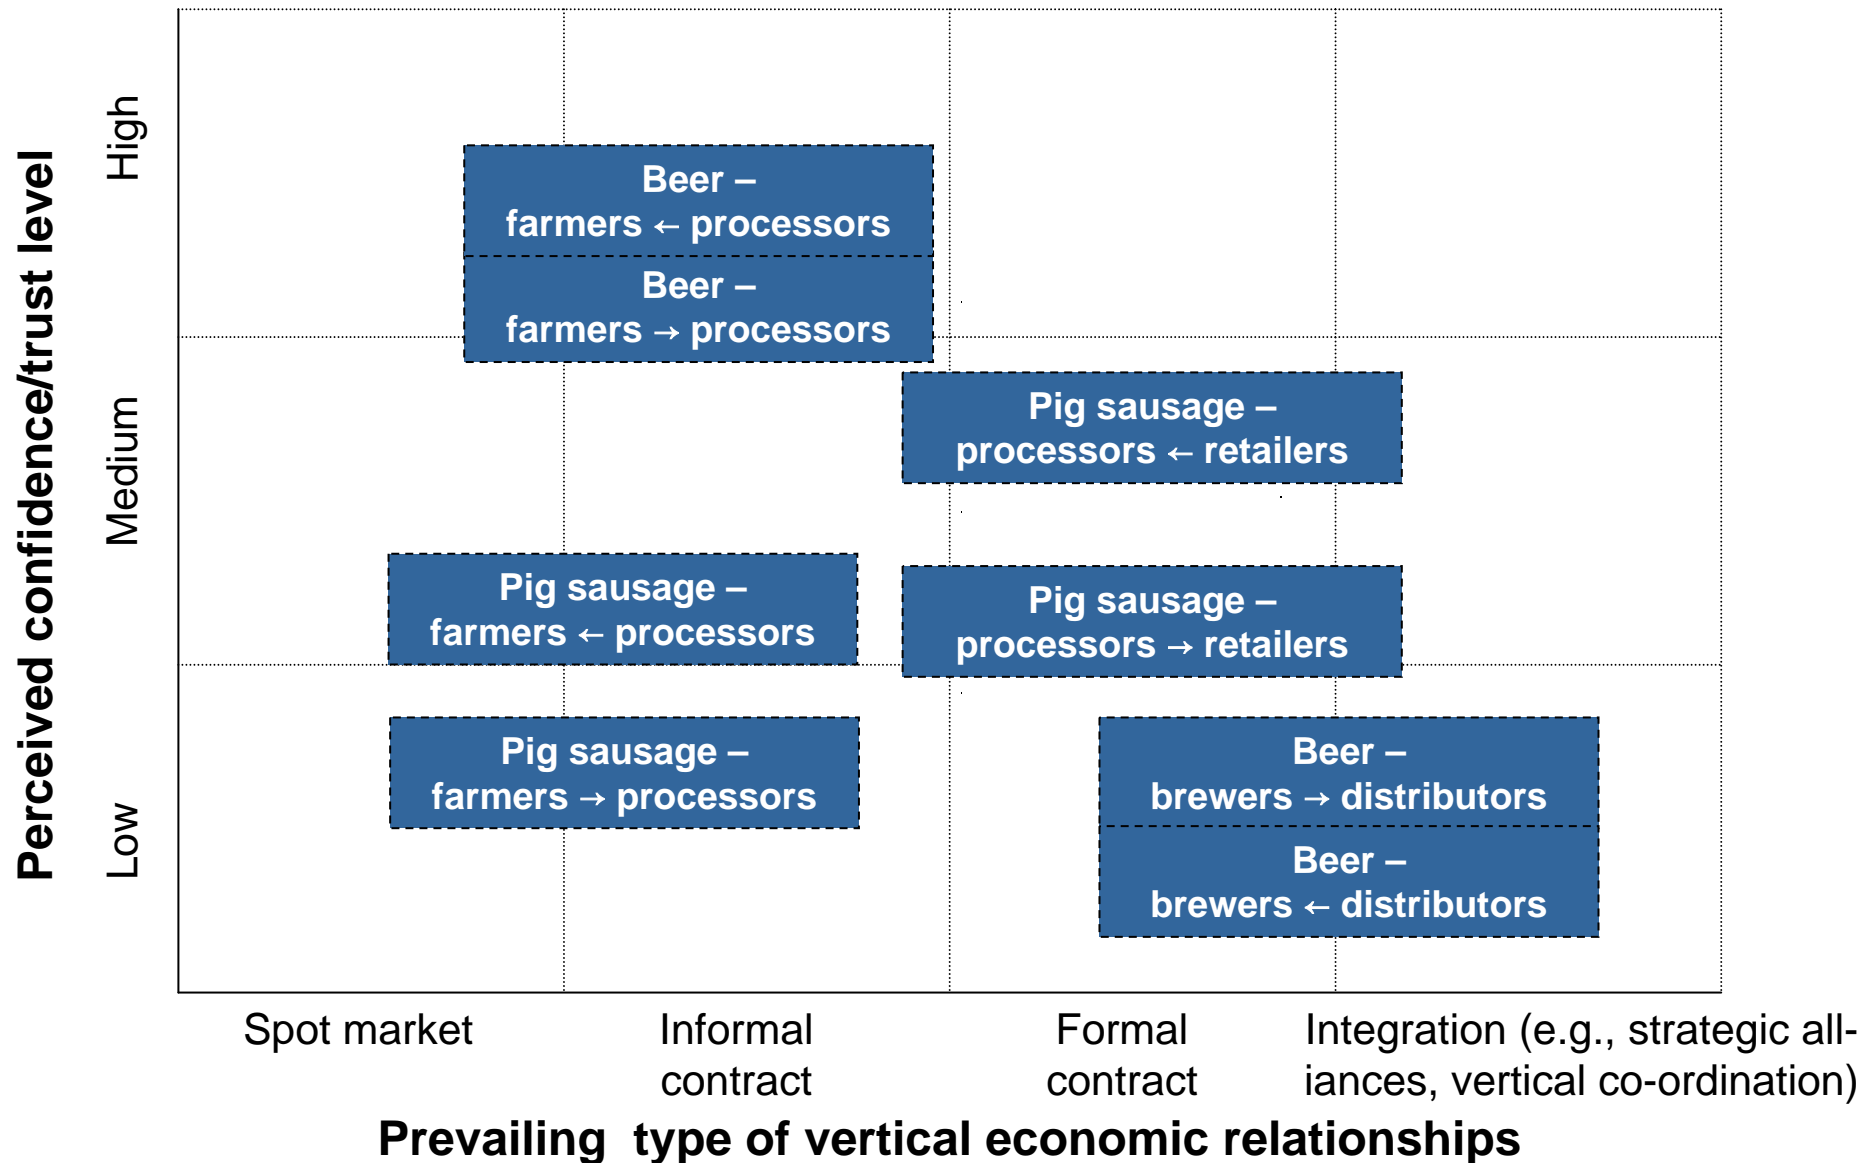 Perceived confidence/trust level
High
Medium
Low
Beer –
farmers ← processors
Beer –
farmers → processors
Pig sausage –
processors ← retailers
Pig sausage –
farmers ← processors
Pig sausage –
processors → retailers
Pig sausage –
farmers → processors
Beer –
brewers → distributors
Beer –
brewers ← distributors
Spot market
Informal
contract
Formal
contract
Integration (e.g., strategic all-
iances, vertical co-ordination)
Prevailing  type of vertical economic relationships